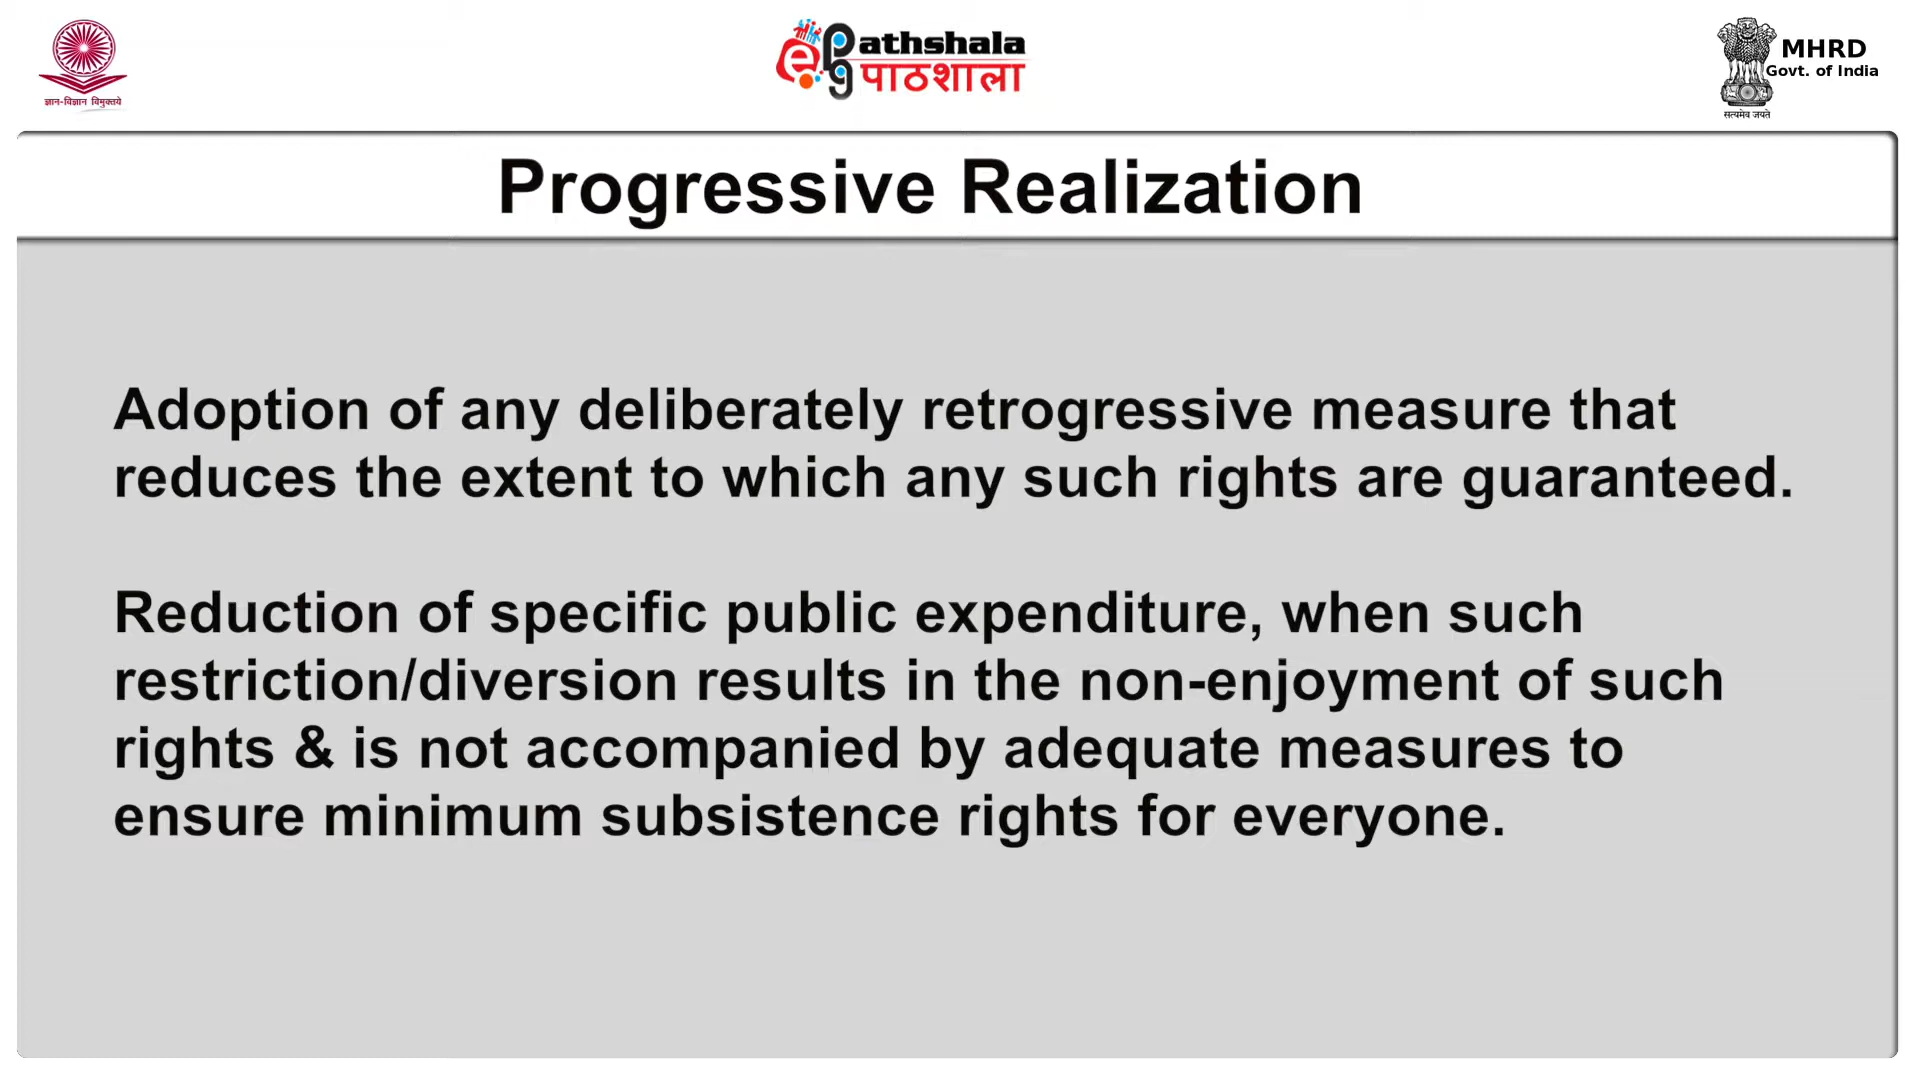 ज्ञान-विज्ञान विमुक्तये
ePG Pathshala
पाठशाला
MHRD
Govt. of India
सत्यमेव जयते
Progressive Realization
Adoption of any deliberately retrogressive measure that
reduces the extent to which any such rights are guaranteed.
Reduction of specific public expenditure, when such
restriction/diversion results in the non-enjoyment of such
rights & is not accompanied by adequate measures to
ensure minimum subsistence rights for everyone.